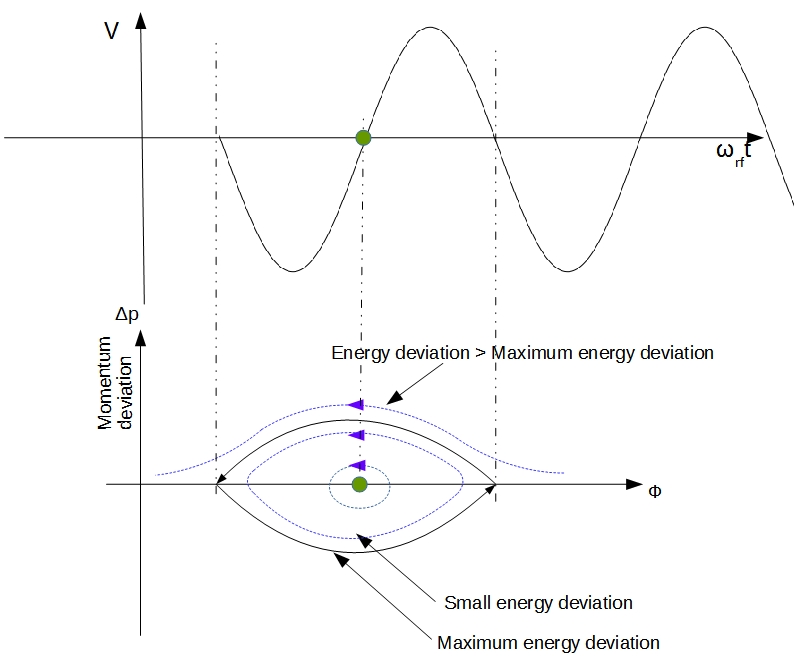 V
ω_rf t
Δp
Momentum
deviation
Energy deviation > Maximum energy deviation
Φ
Small energy deviation
Maximum energy deviation